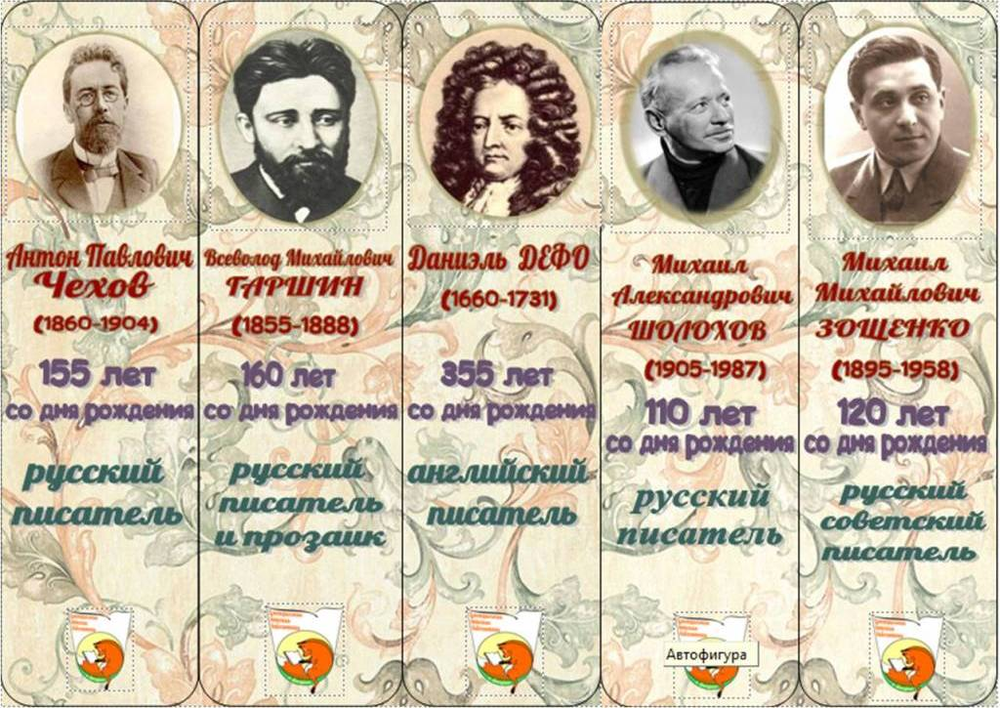 Антон Павлович
Чехов
(1860-1904)
155 лет
со дня рождения
русский
писатель
Всеволод Михайлович
ГАРШИН
(1855-1888)
160 лет
со дня рождения
русский
писатель
и прозаик
Даниэль ДЕФО
(1660-1731)
355 лет
со дня рождения
английский
писатель
Михаил
Александрович
ШОЛОХОВ
(1905-1987)
110 лет
со дня рождения
русский
писатель
Автофигура
Михаил
Михайлович
ЗОЩЕНКО
(1895-1958)
120 лет
со дня рождения
русский
советский
писатель